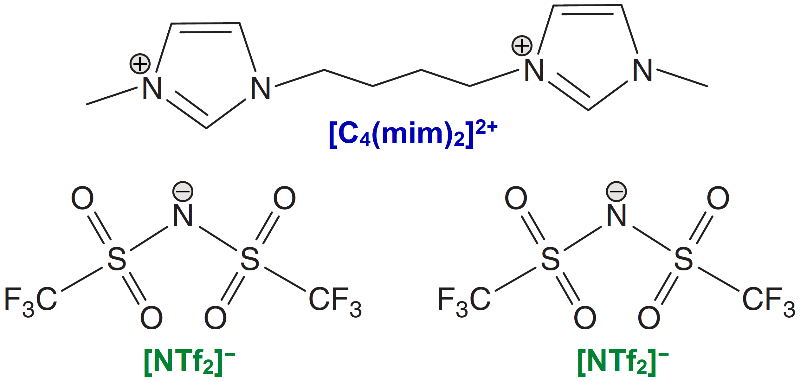 ⊕ ⊕
N N N N
[C₄(mim)₂]²⁺
O ⊖ O O ⊖ O
N N
S S S S
F₃C CF₃ F₃C CF₃
O O O O
[NTf₂]⁻ [NTf₂]⁻